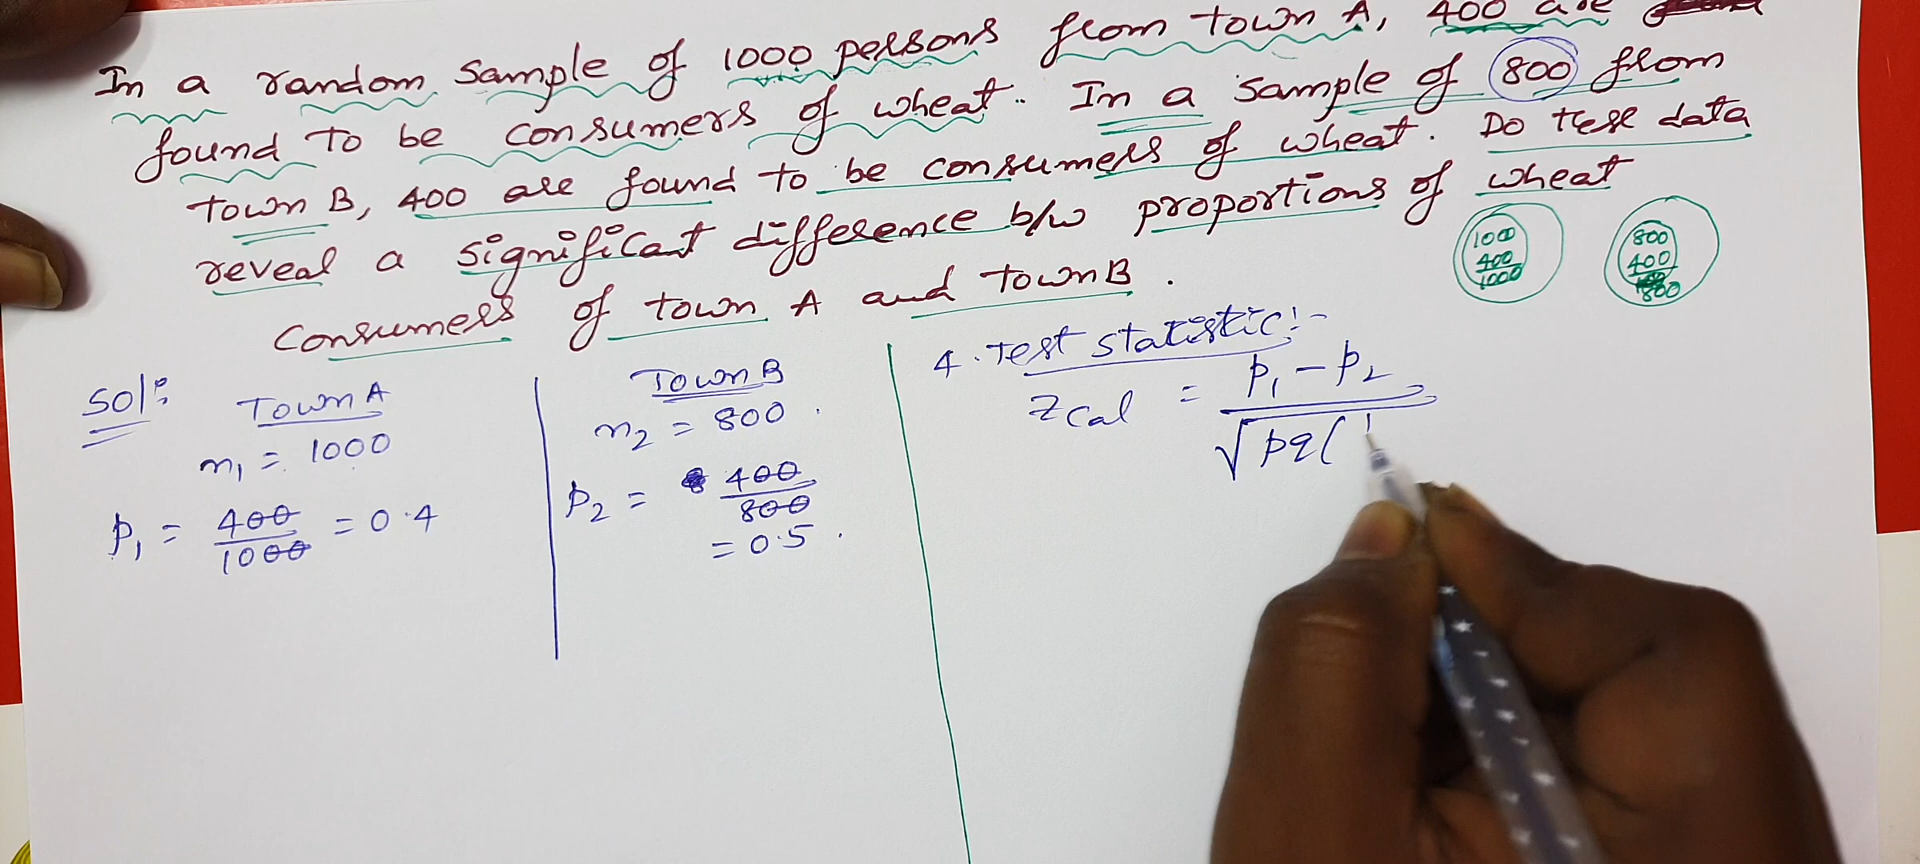 In a random sample of 1000 persons from town A, 400 are
found to be consumers of wheat. In a sample of 800 from
town B, 400 are found to be consumers of wheat. Do these data
reveal a significant difference b/w proportions of wheat
consumers of town A and town B.
1000
400
1000
800
400
800
Sol:
Town A
n₁ = 1000
p₁ = 400/1000 = 0.4
Town B
n₂ = 800.
p₂ = 400/800
= 0.5.
4. Test statistic:-
Z cal = p₁ - p₂ / √pq(1